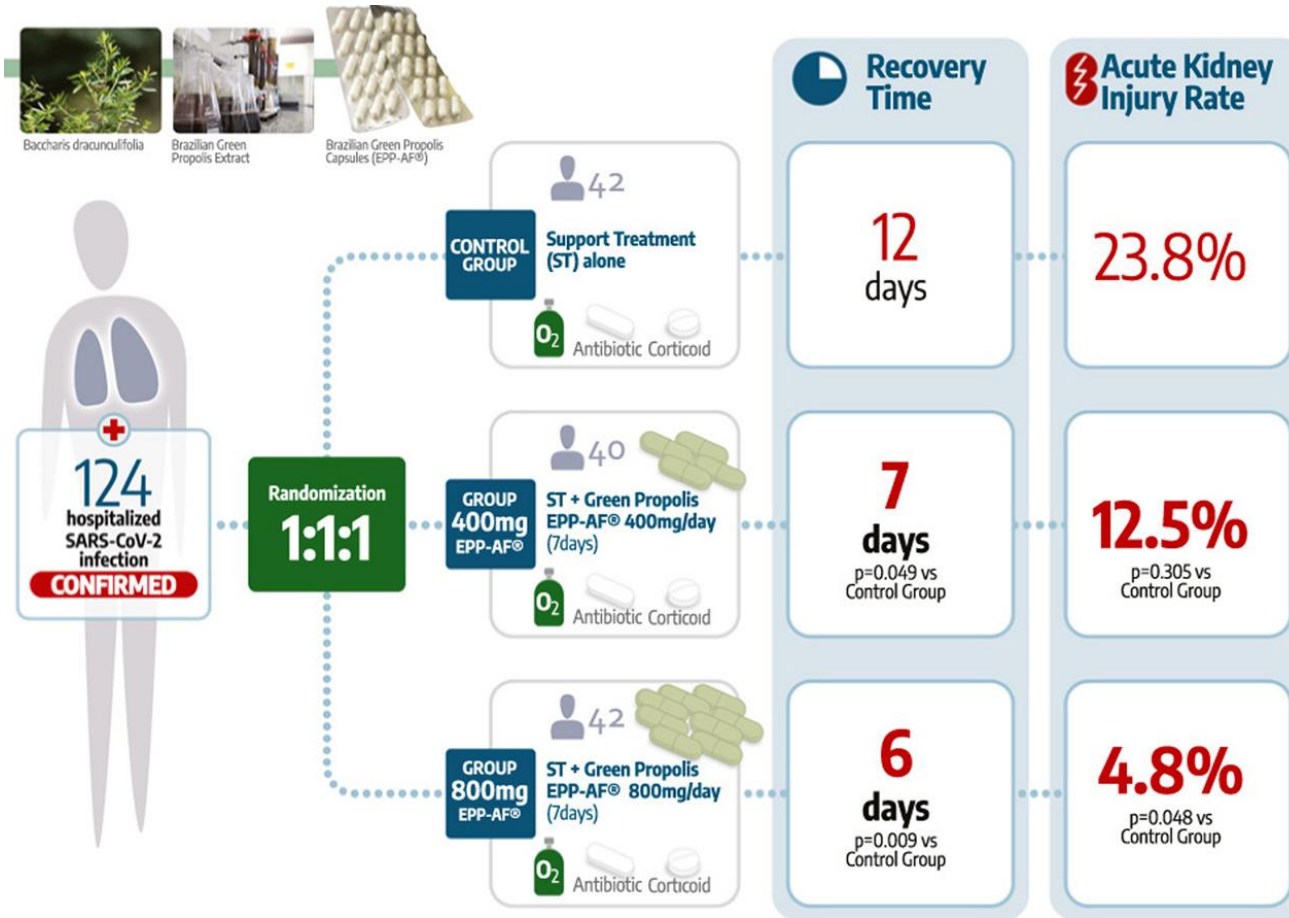 Baccharis dracunculifolia
Brazilian Green
Propolis Extract
Brazilian Green Propolis
Capsules (EPP-AF®)
124
hospitalized
SARS-CoV-2
infection
CONFIRMED
Randomization
1:1:1
CONTROL
GROUP
42
Support Treatment
(ST) alone
O₂
Antibiotic Corticoid
GROUP
400mg
EPP-AF®
40
ST + Green Propolis
EPP-AF® 400mg/day
(7days)
O₂
Antibiotic Corticoid
GROUP
800mg
EPP-AF®
42
ST + Green Propolis
EPP-AF® 800mg/day
(7days)
O₂
Antibiotic Corticoid
Recovery
Time
12
days
7
days
p=0.049 vs
Control Group
6
days
p=0.009 vs
Control Group
Acute Kidney
Injury Rate
23.8%
12.5%
p=0.305 vs
Control Group
4.8%
p=0.048 vs
Control Group